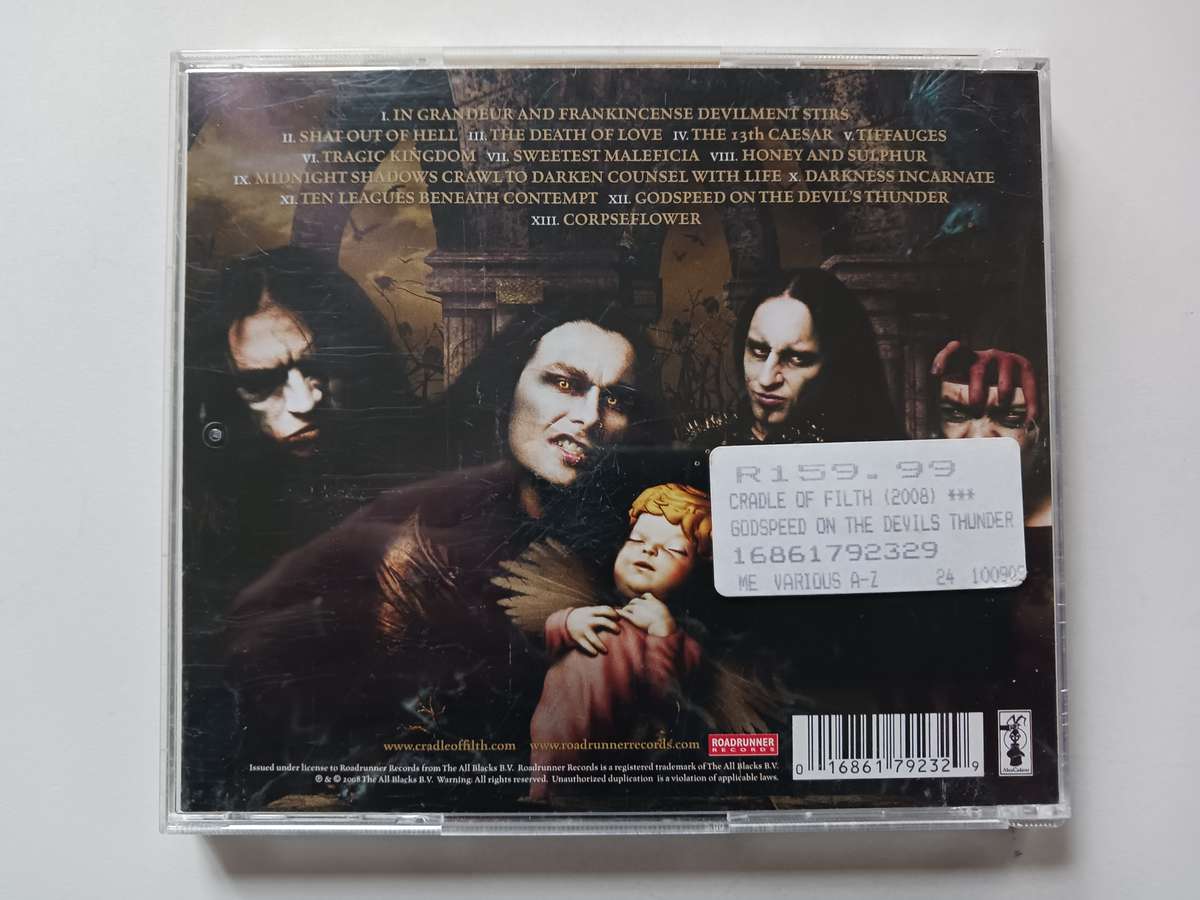 I. IN GRANDEUR AND FRANKINCENSE DEVILMENT STIRS
II. SHAT OUT OF HELL III. THE DEATH OF LOVE IV. THE 13th CAESAR V. TIFFAUGES
VI. TRAGIC KINGDOM VII. SWEETEST MALEFICIA VIII. HONEY AND SULPHUR
IX. MIDNIGHT SHADOWS CRAWL TO DARKEN COUNSEL WITH LIFE X. DARKNESS INCARNATE
XI. TEN LEAGUES BENEATH CONTEMPT XII. GODSPEED ON THE DEVIL'S THUNDER
XIII. CORPSEFLOWER
R159.99
CRADLE OF FILTH (2008) ***
GODSPEED ON THE DEVILS THUNDER
16861792329
ME VARIOUS A-Z 24 100909
www.cradleoffilth.com www.roadrunnerrecords.com ROADRUNNER RECORDS
Issued under license to Roadrunner Records from The All Blacks B.V. Roadrunner Records is a registered trademark of The All Blacks B.V.
℗ & © 2008 The All Blacks B.V. Warning: All rights reserved. Unauthorized duplication is a violation of applicable laws.
0 16861 79232 9
AbraCadaver